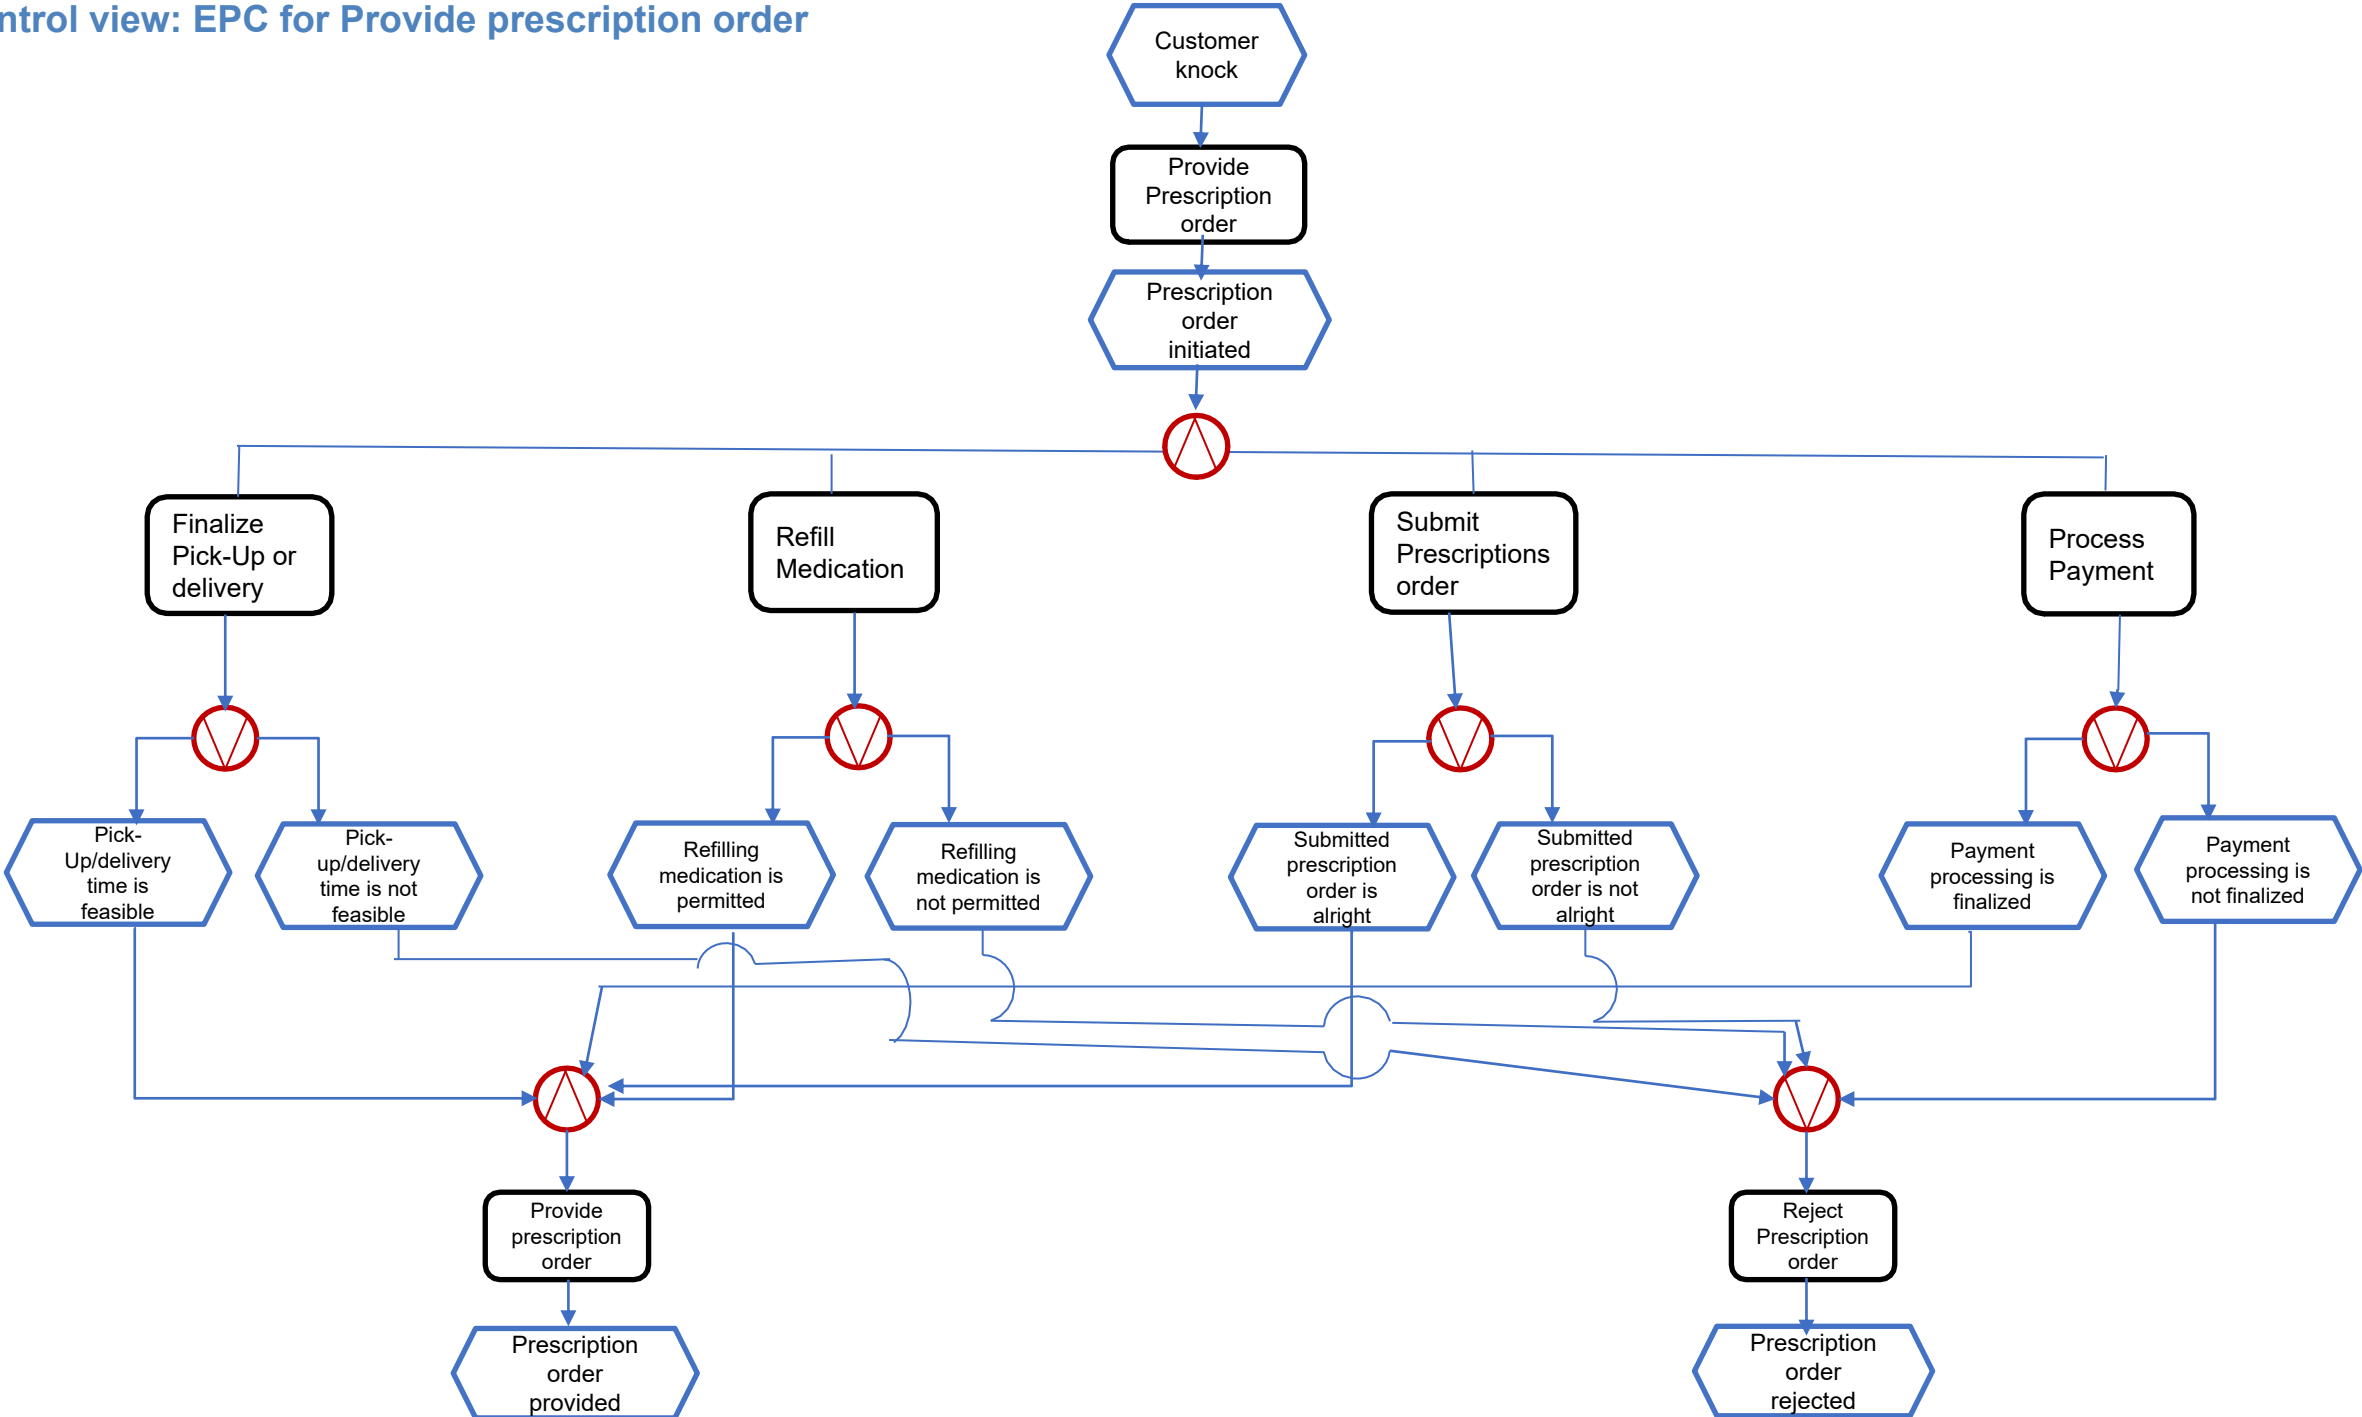 ntrol view: EPC for Provide prescription order
Customer
knock
Provide
Prescription
order
Prescription
order
initiated
Finalize
Pick-Up or
delivery
Refill
Medication
Submit
Prescriptions
order
Process
Payment
Pick-
Up/delivery
time is
feasible
Pick-
up/delivery
time is not
feasible
Refilling
medication is
permitted
Refilling
medication is
not permitted
Submitted
prescription
order is
alright
Submitted
prescription
order is not
alright
Payment
processing is
finalized
Payment
processing is
not finalized
Provide
prescription
order
Reject
Prescription
order
Prescription
order
provided
Prescription
order
rejected